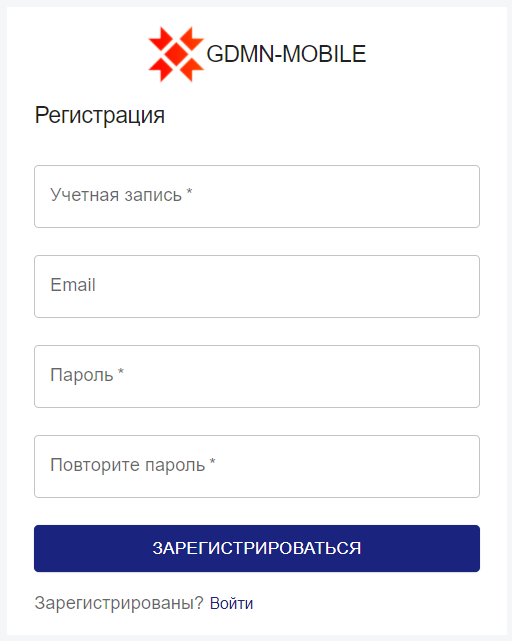 GDMN-MOBILE
Регистрация
Учетная запись *
Email
Пароль *
Повторите пароль *
ЗАРЕГИСТРИРОВАТЬСЯ
Зарегистрированы? Войти